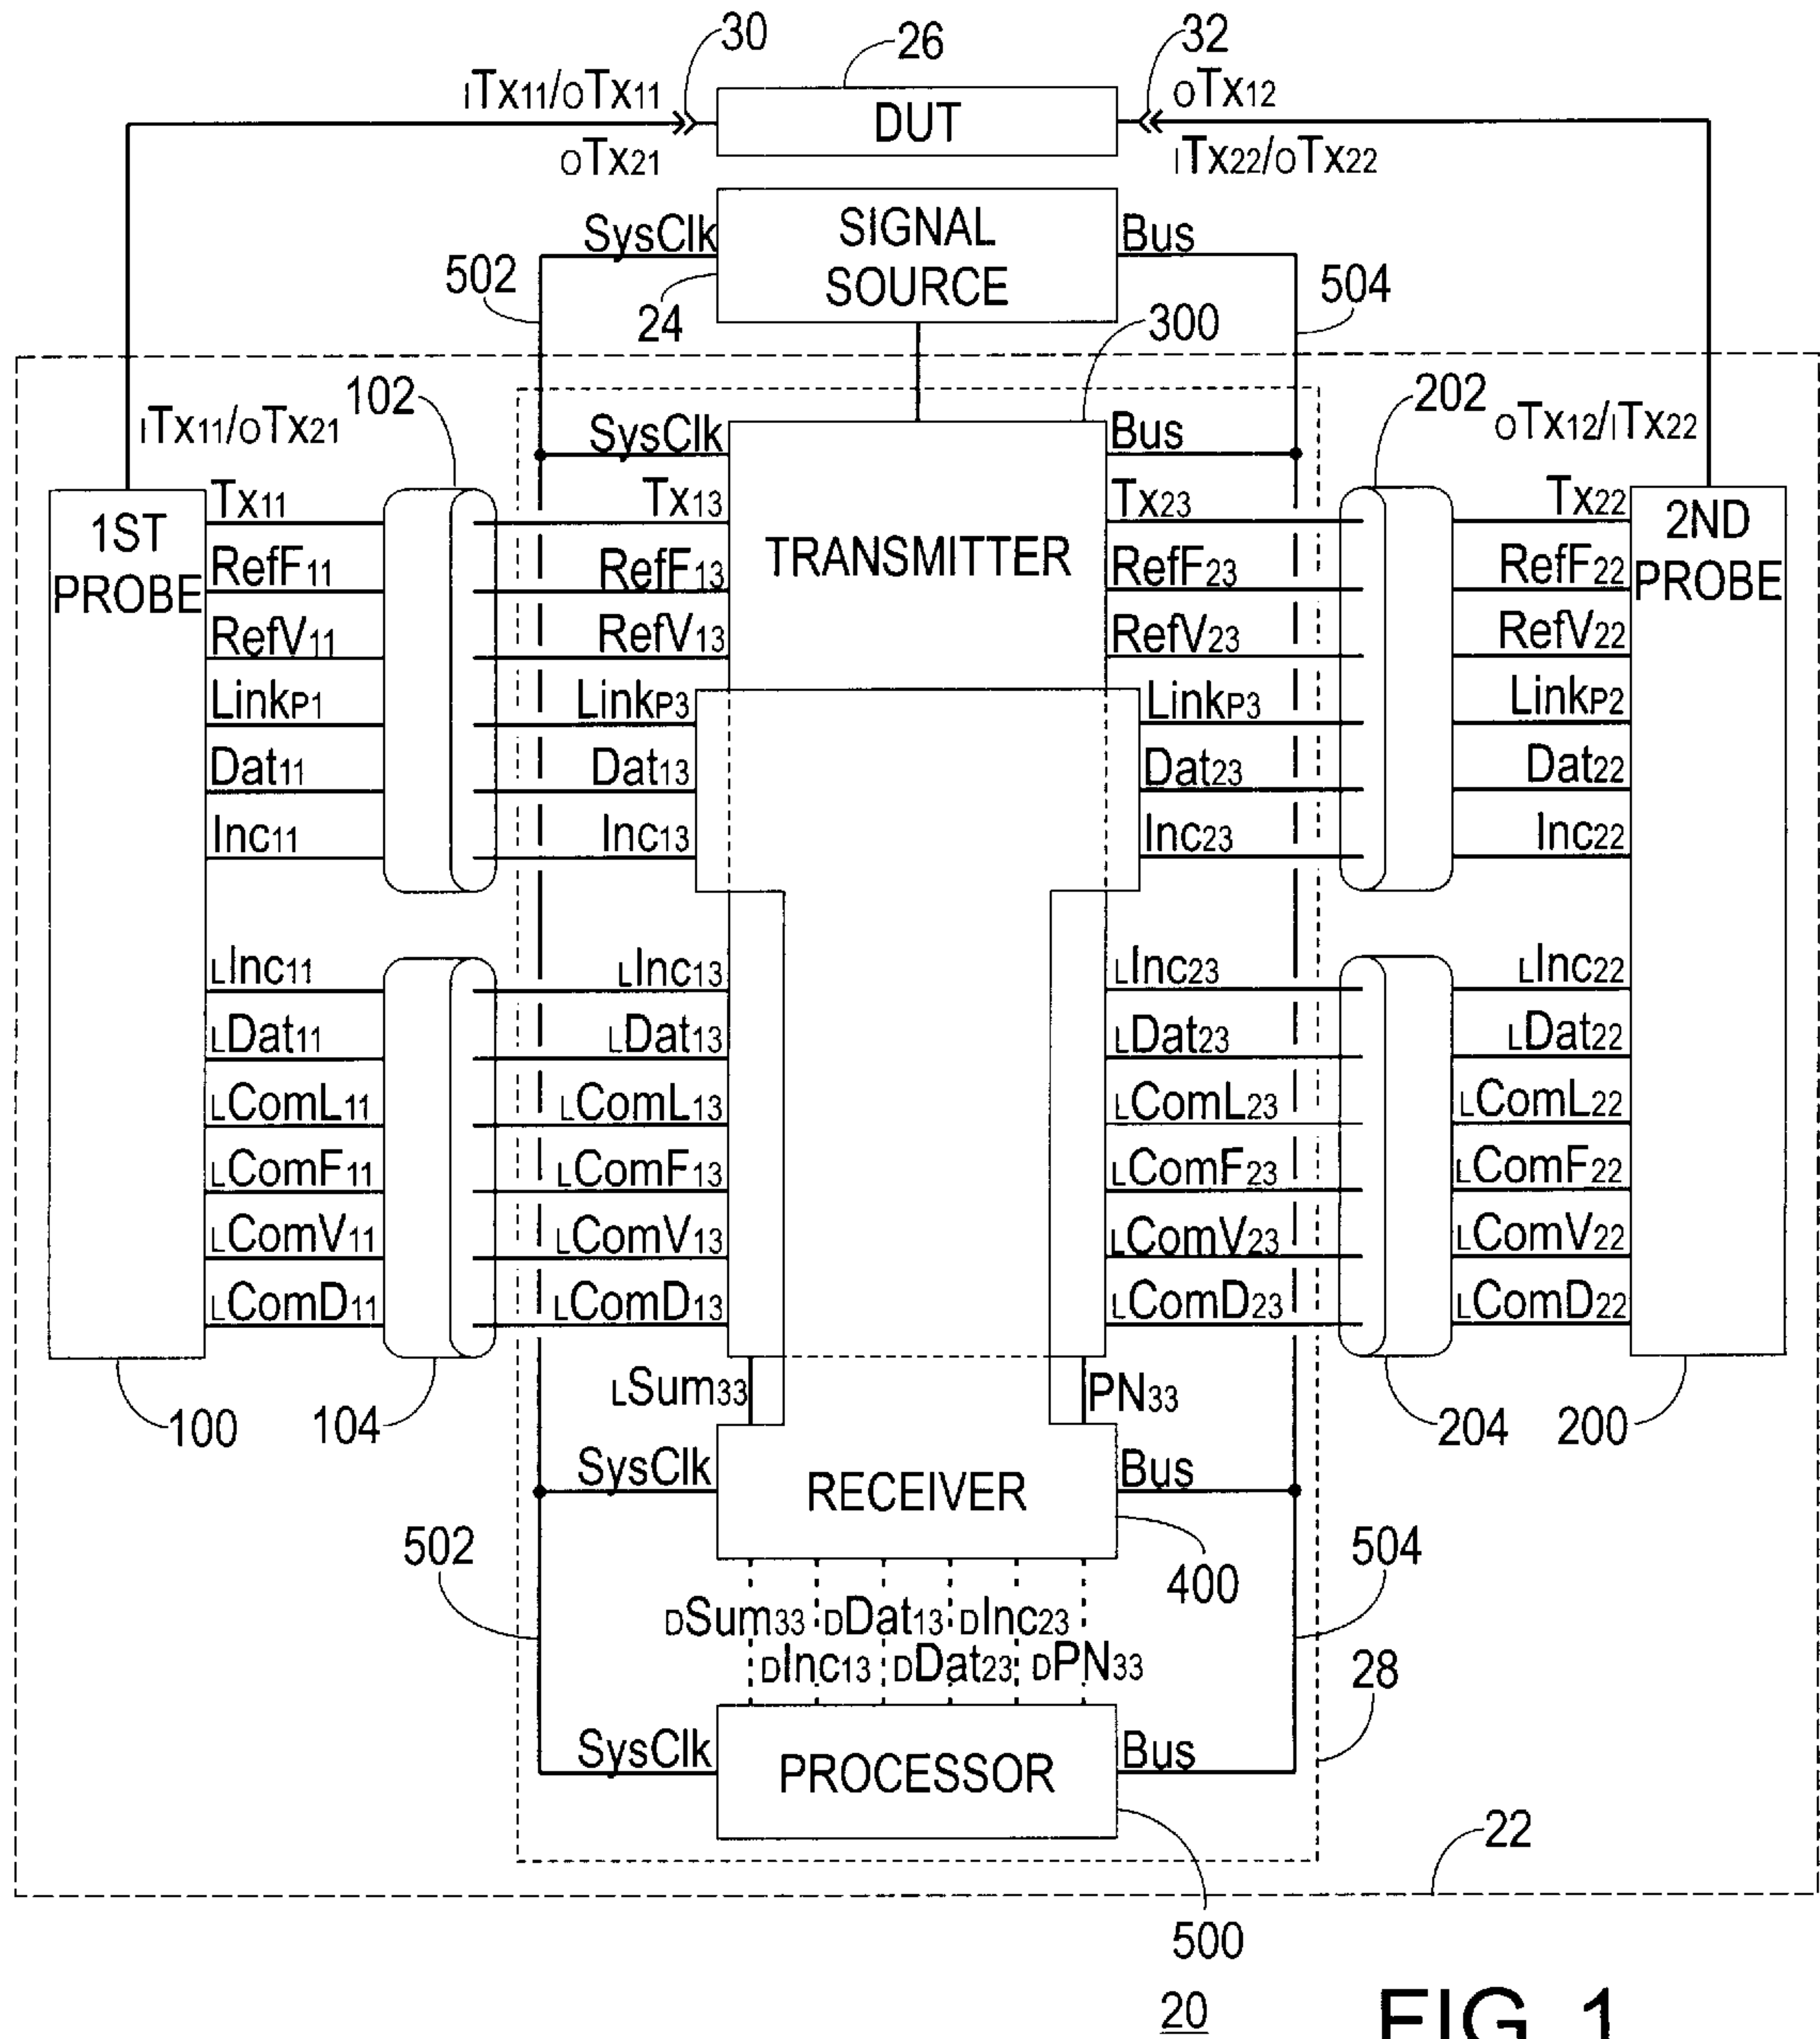 30
26
32
ITx11/OTx11
OTx12
DUT
OTx21
ITx22/OTx22
SysClk
SIGNAL
SOURCE
Bus
502
24
504
300
102
202
ITx11/OTx21
OTx12/ITx22
SysClk
Bus
1ST
PROBE
TRANSMITTER
2ND
PROBE
Tx11
Tx13
Tx23
Tx22
RefF11
RefF13
RefF23
RefF22
RefV11
RefV13
RefV23
RefV22
LinkP1
LinkP3
LinkP3
LinkP2
Dat11
Dat13
Dat23
Dat22
Inc11
Inc13
Inc23
Inc22
LInc11
LInc13
LInc23
LInc22
LDat11
LDat13
LDat23
LDat22
LComL11
LComL13
LComL23
LComL22
LComF11
LComF13
LComF23
LComF22
LComV11
LComV13
LComV23
LComV22
LComD11
LComD13
LComD23
LComD22
LSum33
PN33
100
104
204
200
SysClk
RECEIVER
Bus
502
400
504
DSum33
DDat13
DInc23
DInc13
DDat23
DPN33
28
SysClk
PROCESSOR
Bus
22
500
20
FIG. 1